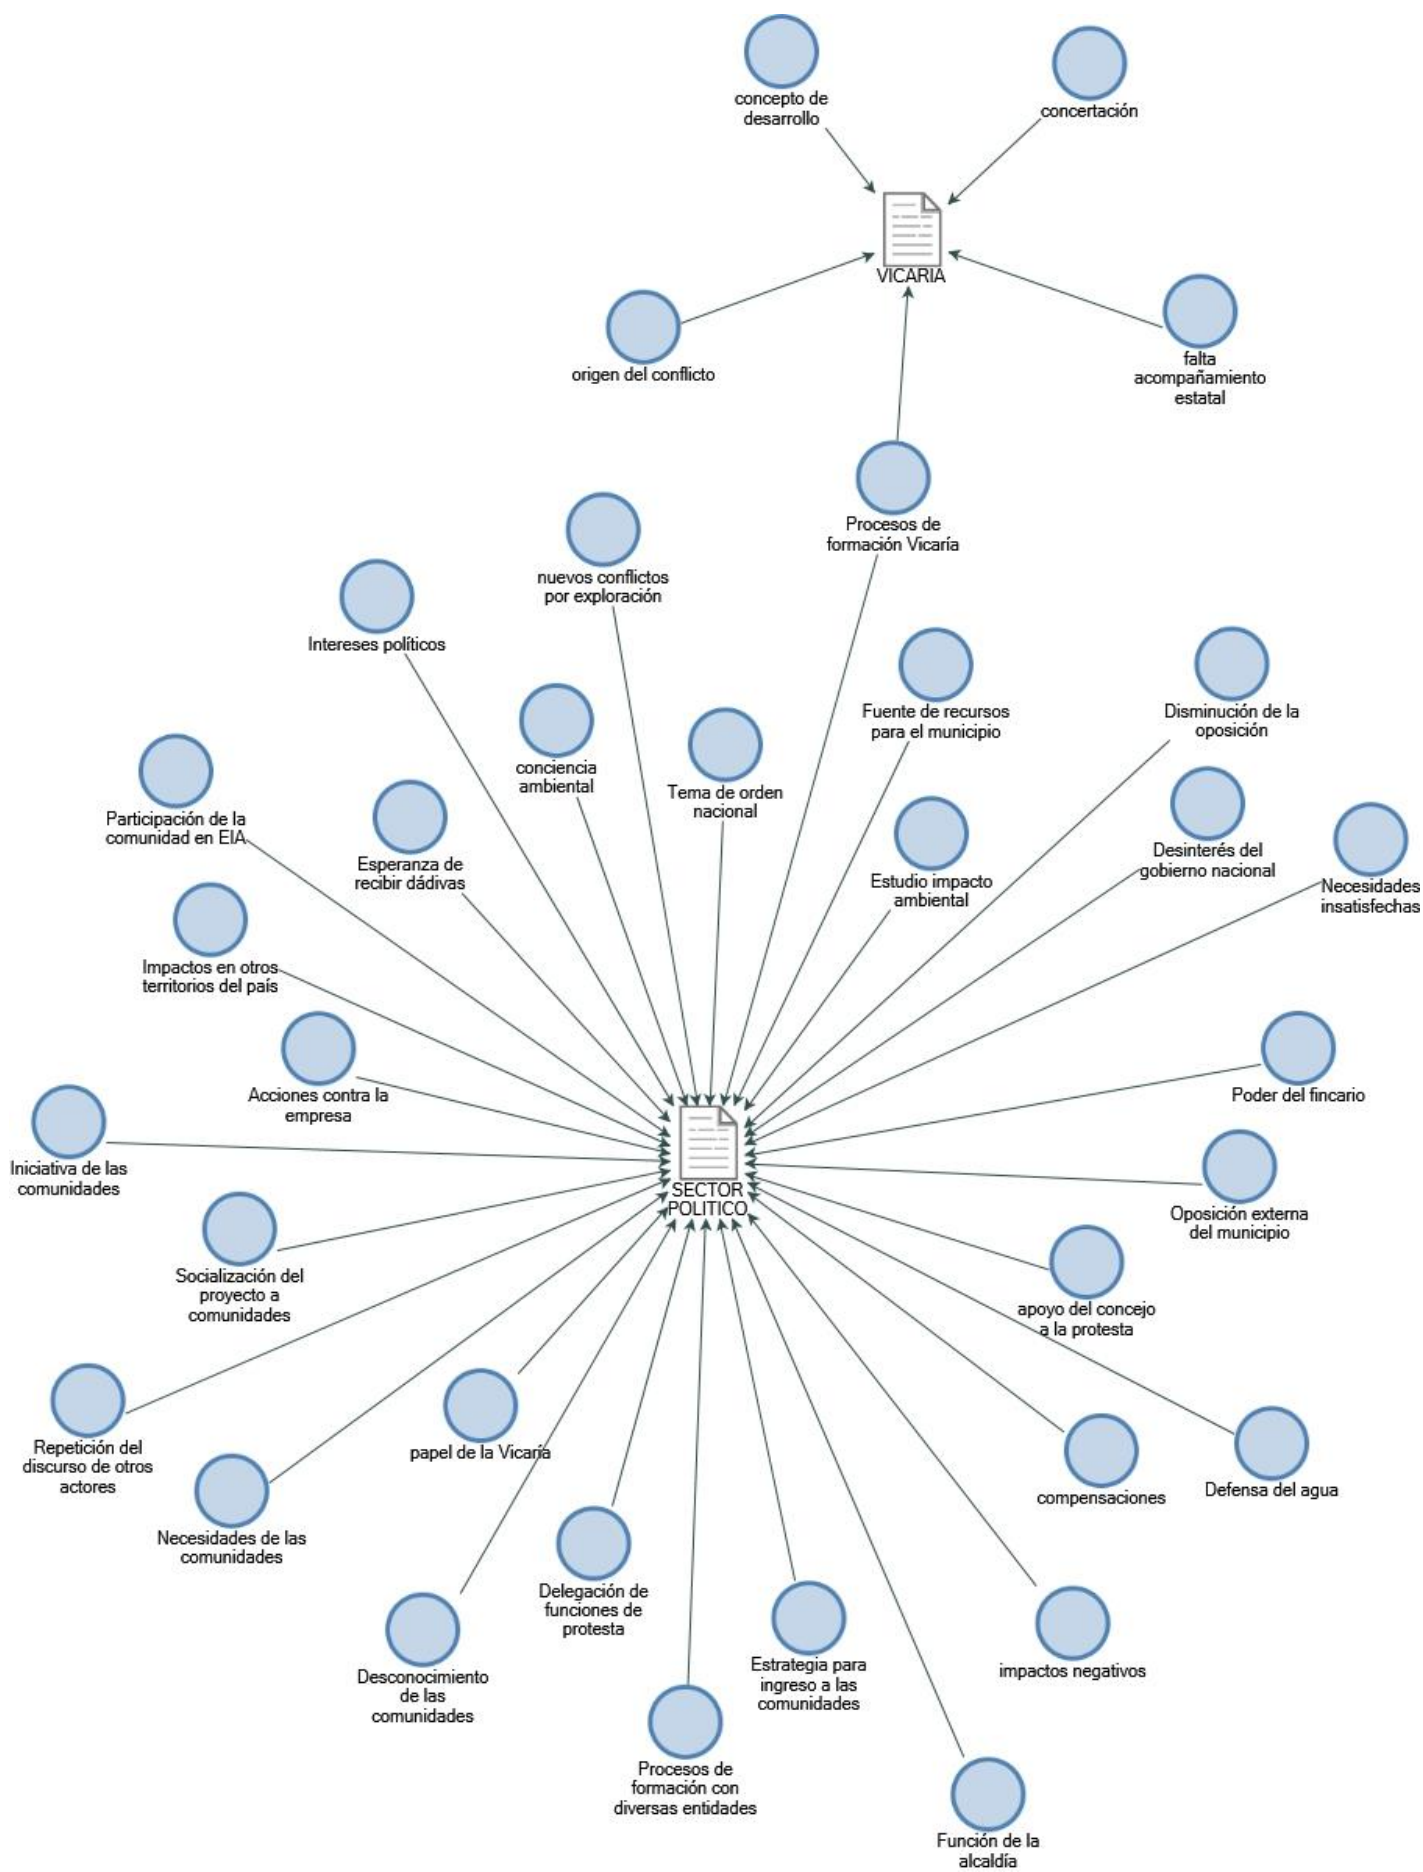 concepto de
desarrollo
concertación
VICARIA
origen del conflicto
falta
acompañamiento
estatal
Procesos de
formación Vicaría
nuevos conflictos
por exploración
Intereses políticos
Fuente de recursos
para el municipio
Disminución de la
oposición
conciencia
ambiental
Tema de orden
nacional
Participación de la
comunidad en EIA
Esperanza de
recibir dádivas
Estudio impacto
ambiental
Desinterés del
gobierno nacional
Necesidades
insatisfechas
Impactos en otros
territorios del país
Acciones contra la
empresa
Poder del fincario
Iniciativa de las
comunidades
SECTOR
POLITICO
Oposición externa
del municipio
Socialización del
proyecto a
comunidades
apoyo del concejo
a la protesta
Repetición del
discurso de otros
actores
papel de la Vicaría
compensaciones
Defensa del agua
Necesidades de las
comunidades
Delegación de
funciones de
protesta
Desconocimiento
de las
comunidades
Estrategia para
ingreso a las
comunidades
impactos negativos
Procesos de
formación con
diversas entidades
Función de la
alcaldía